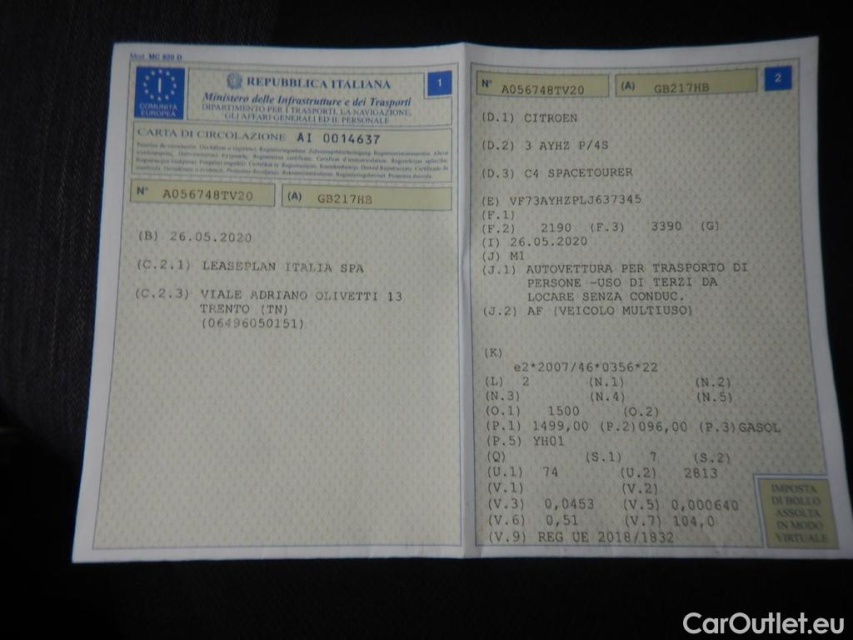 Mod. MC 820 D
I
COMUNITÀ
EUROPEA
REPUBBLICA ITALIANA
1
Ministero delle Infrastrutture e dei Trasporti
DIPARTIMENTO PER I TRASPORTI, LA NAVIGAZIONE,
GLI AFFARI GENERALI ED IL PERSONALE
CARTA DI CIRCOLAZIONE AI 0014637
N° A056748TV20 (A) GB217HB
(B) 26.05.2020
(C.2.1) LEASEPLAN ITALIA SPA
(C.2.3) VIALE ADRIANO OLIVETTI 13
TRENTO (TN)
(06496050151)
N° A056748TV20 (A) GB217HB 2
(D.1) CITROEN
(D.2) 3 AYHZ P/4S
(D.3) C4 SPACETOURER
(E) VF73AYHZPLJ637345
(F.1)
(F.2) 2190 (F.3) 3390 (G)
(I) 26.05.2020
(J) M1
(J.1) AUTOVETTURA PER TRASPORTO DI
PERSONE -USO DI TERZI DA
LOCARE SENZA CONDUC.
(J.2) AF (VEICOLO MULTIUSO)
(K)
e2*2007/46*0356*22
(L) 2 (N.1) (N.2)
(N.3) (N.4) (N.5)
(O.1) 1500 (O.2)
(P.1) 1499,00 (P.2)096,00 (P.3)GASOL
(P.5) YH01
(Q) (S.1) 7 (S.2)
(U.1) 74 (U.2) 2813
(V.1) (V.2)
(V.3) 0,0453 (V.5) 0,000640
(V.6) 0,51 (V.7) 104,0
(V.9) REG UE 2018/1832
IMPOSTA
DI BOLLO
ASSOLTA
IN MODO
VIRTUALE
CarOutlet.eu